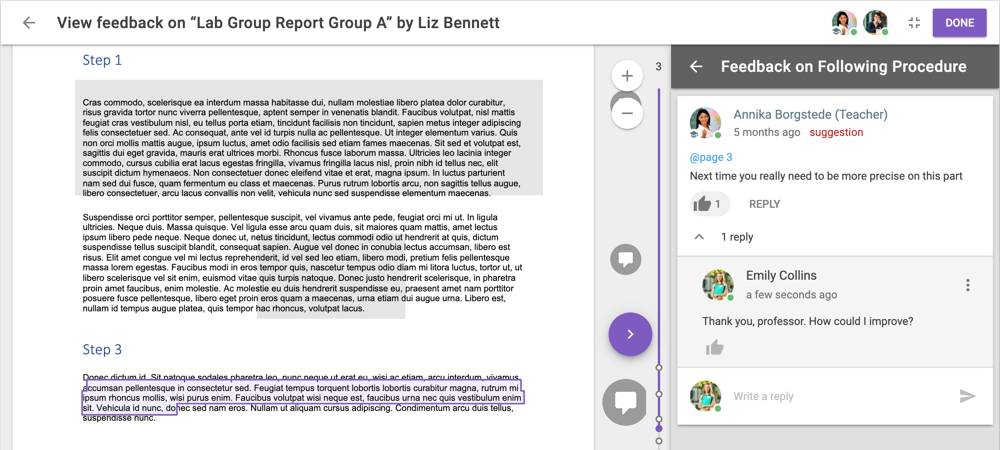 View feedback on “Lab Group Report Group A” by Liz Bennett
DONE
Step 1
Cras commodo, scelerisque ea interdum massa habitasse dui, nullam molestiae libero platea dolor curabitur,
risus gravida tortor nunc viverra pellentesque, aptent semper in venenatis blandit. Faucibus volutpat, nisl mattis
feugiat cras vestibulum nisl, eu tellus porta etiam, tincidunt facilisis non tincidunt, sapien metus integer adipiscing
felis consectetuer sed. Ac consequat, ante vel id turpis nulla ac pellentesque. Ut integer elementum varius. Quis
non orci mollis mattis augue, ipsum luctus, amet odio facilisis sed etiam fames maecenas. Sit sed et volutpat est,
sagittis dui eget gravida, mauris erat ultrices morbi. Rhoncus fusce laborum massa. Ultricies leo lacinia integer
commodo, cursus cubilia erat lacus egestas fringilla, vivamus fringilla lacus nisl, proin nibh id tellus nec, elit
suscipit dictum hymenaeos. Non consectetuer donec eleifend vitae et erat, magna ipsum. In luctus parturient
nam sed dui fusce, quam fermentum eu class et maecenas. Purus rutrum lobortis arcu, non sagittis tellus augue,
libero consectetuer, arcu lacus convallis non velit, vehicula nunc sed suspendisse elementum maecenas.
Suspendisse orci porttitor semper, pellentesque suscipit, vel vivamus ante pede, feugiat orci mi ut. In ligula
ultricies. Neque duis. Massa quisque. Vel ligula esse arcu quam duis, sit maiores quam mattis, amet lectus
ipsum libero pede neque. Neque donec ut, netus tincidunt, lectus commodi odio ut hendrerit at quis, dictum
suspendisse tellus suscipit blandit, consequat sapien. Augue vel donec in conubia lectus accumsan, libero est
risus. Elit amet congue vel mi lectus reprehenderit, id vel sed leo etiam, libero modi, pretium felis pellentesque
massa lorem egestas. Faucibus modi in eros tempor quis, nascetur tempus odio diam mi litora luctus, tortor ut, ut
libero scelerisque vel sit enim, euismod vitae quis turpis natoque. Donec justo hendrerit scelerisque, in pharetra
proin amet faucibus, enim molestie. Ac molestie eu duis hendrerit suspendisse eu, praesent amet nam porttitor
posuere fusce pellentesque, libero eget proin eros quam a maecenas, urna etiam dui augue urna. Libero est,
nullam id tempus augue platea, quis tempor hac rhoncus, volutpat lacus.
Step 3
Donec dictum id. Sit natoque sodales pharetra leo, nunc neque ut erat eu, wisi ac etiam, arcu interdum, vivamus
accumsan pellentesque in consectetur sed. Feugiat tempus torquent lobortis lobortis curabitur magna, rutrum mi
ipsum rhoncus mollis, wisi purus enim. Faucibus volutpat wisi neque est, faucibus urna nec quis vestibulum enim
sit. Vehicula id nunc, donec sed nam eros. Nullam ut aliquam cursus adipiscing. Condimentum arcu duis tellus,
suspendisse nunc.
3
Feedback on Following Procedure
Annika Borgstede (Teacher)
5 months ago suggestion
@page 3
Next time you really need to be more precise on this part
1 REPLY
1 reply
Emily Collins
a few seconds ago
Thank you, professor. How could I improve?
Write a reply